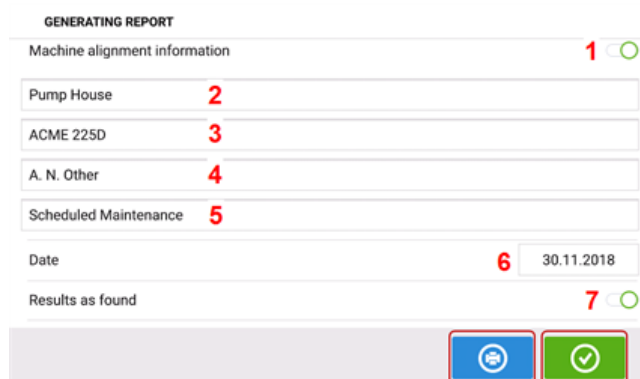 GENERATING REPORT
Machine alignment information 1
Pump House 2
ACME 225D 3
A. N. Other 4
Scheduled Maintenance 5
Date 6 30.11.2018
Results as found 7